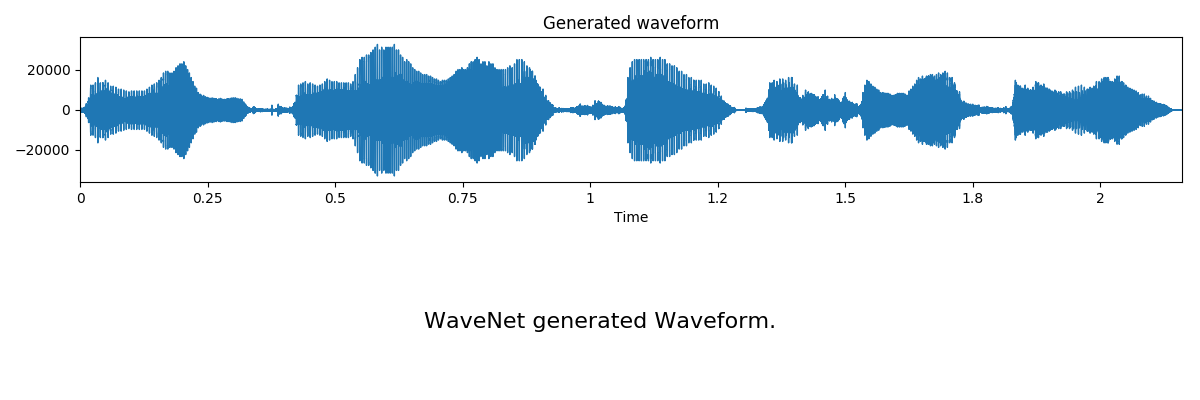 Generated waveform
20000
0
−20000
0 0.25 0.5 0.75 1 1.2 1.5 1.8 2
Time
WaveNet generated Waveform.